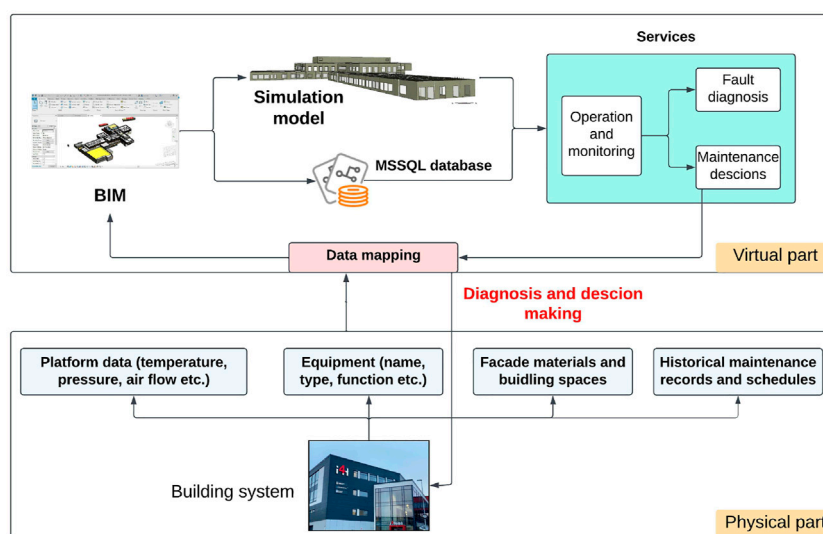 Services
Simulation
model
MSSQL database
BIM
Operation
and
monitoring
Fault
diagnosis
Maintenance
descions
Data mapping
Virtual part
Diagnosis and descion
making
Platform data (temperature,
pressure, air flow etc.)
Equipment (name,
type, function etc.)
Facade materials and
buidling spaces
Historical maintenance
records and schedules
Building system
i4H
Physical part